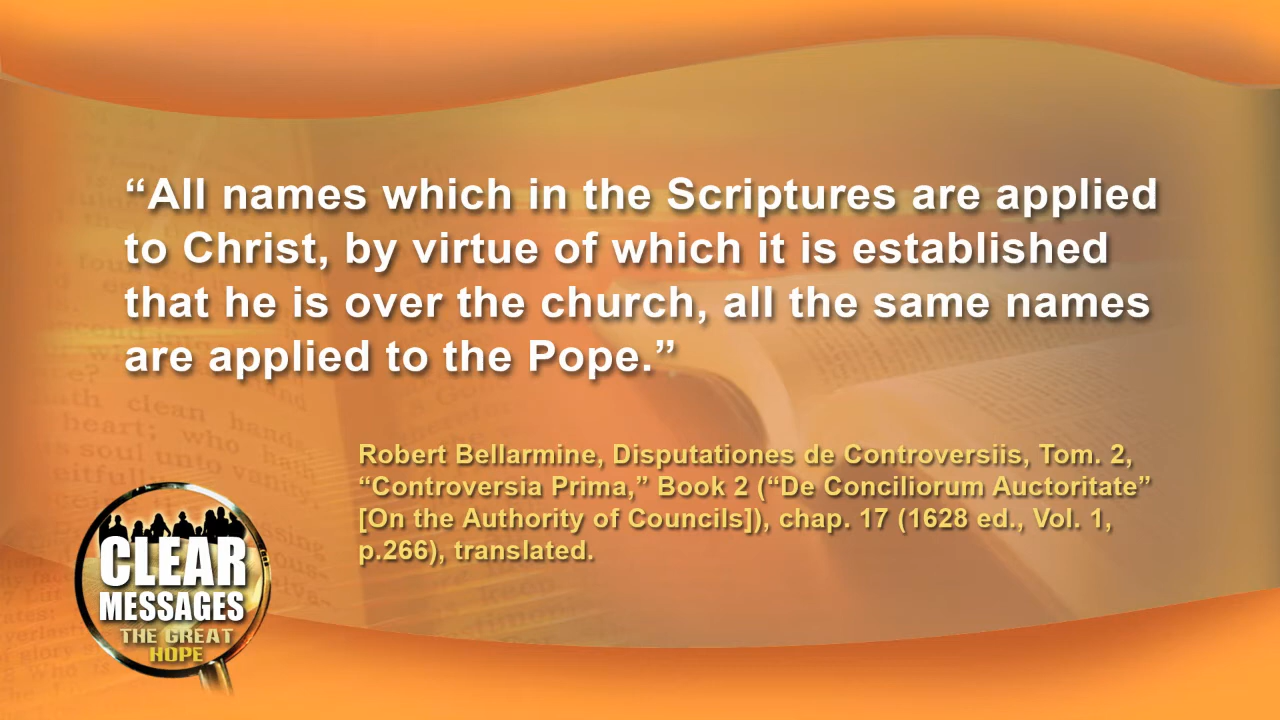 “All names which in the Scriptures are applied
to Christ, by virtue of which it is established
that he is over the church, all the same names
are applied to the Pope.”
Robert Bellarmine, Disputationes de Controversiis, Tom. 2,
“Controversia Prima,” Book 2 (“De Conciliorum Auctoritate”
[On the Authority of Councils]), chap. 17 (1628 ed., Vol. 1,
p.266), translated.
CLEAR
MESSAGES
THE GREAT
HOPE